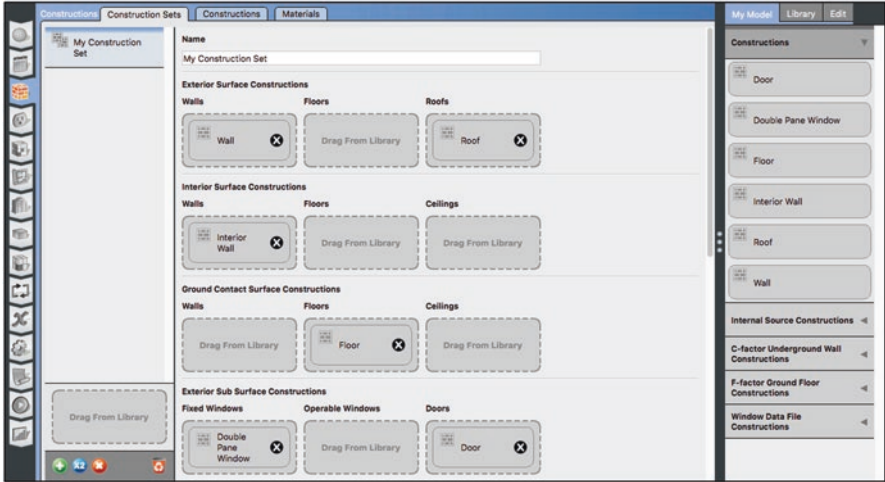 Constructions
Construction Sets
Constructions
Materials
My Construction
Set
Drag From Library
x2
Name
My Construction Set
Exterior Surface Constructions
Walls
Floors
Roofs
Wall
Drag From Library
Roof
Interior Surface Constructions
Walls
Floors
Ceilings
Interior
Wall
Drag From Library
Drag From Library
Ground Contact Surface Constructions
Walls
Floors
Ceilings
Drag From Library
Floor
Drag From Library
Exterior Sub Surface Constructions
Fixed Windows
Operable Windows
Doors
Double
Pane
Window
Drag From Library
Door
My Model
Library
Edit
Constructions
Door
Double Pane Window
Floor
Interior Wall
Roof
Wall
Internal Source Constructions
C-factor Underground Wall
Constructions
F-factor Ground Floor
Constructions
Window Data File
Constructions